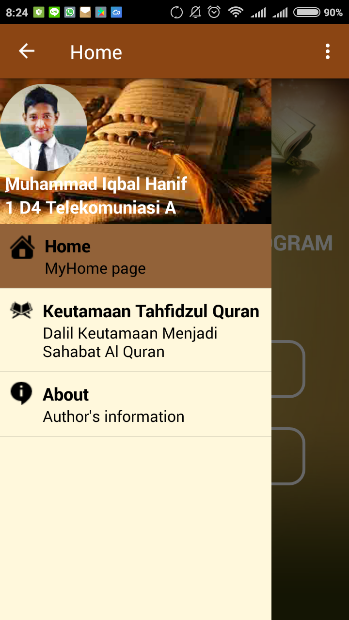 8:24
90%
Home
Muhammad Iqbal Hanif
1 D4 Telekomuniasi A
OGRAM
Home
MyHome page
Keutamaan Tahfidzul Quran
Dalil Keutamaan Menjadi
Sahabat Al Quran
About
Author's information